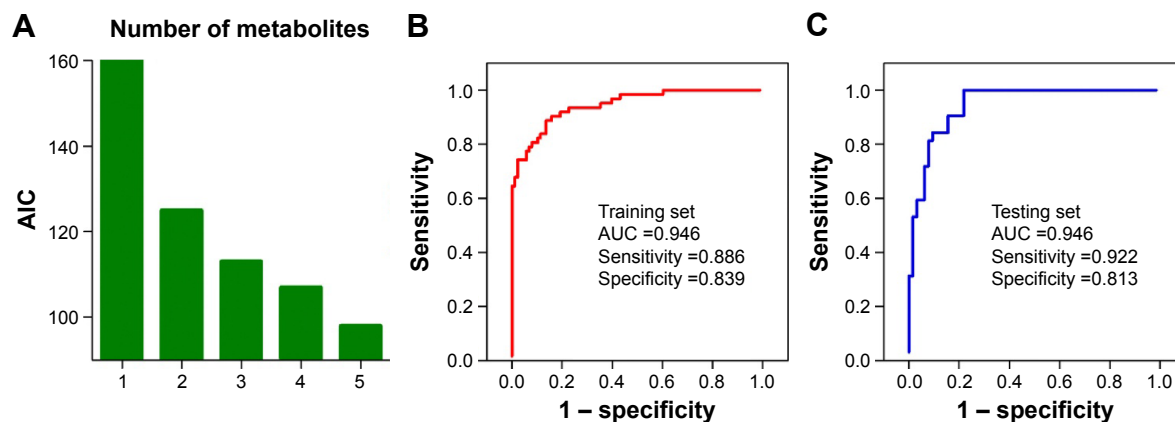 A
Number of metabolites
AIC
160
140
120
100
1 2 3 4 5
B
Sensitivity
1.0
0.8
0.6
0.4
0.2
0.0
Training set
AUC =0.946
Sensitivity =0.886
Specificity =0.839
0.0 0.2 0.4 0.6 0.8 1.0
1 – specificity
C
Sensitivity
1.0
0.8
0.6
0.4
0.2
0.0
Testing set
AUC =0.946
Sensitivity =0.922
Specificity =0.813
0.0 0.2 0.4 0.6 0.8 1.0
1 – specificity